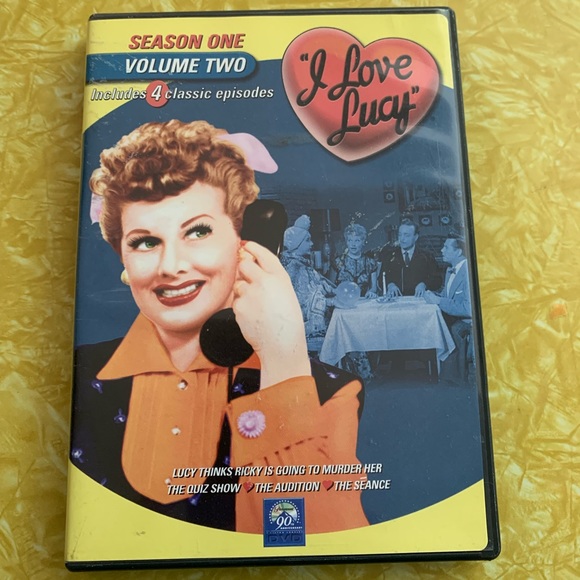 SEASON ONE
VOLUME TWO
Includes 4 classic episodes
"I Love
Lucy"
LUCY THINKS RICKY IS GOING TO MURDER HER
THE QUIZ SHOW THE AUDITION THE SEANCE
90